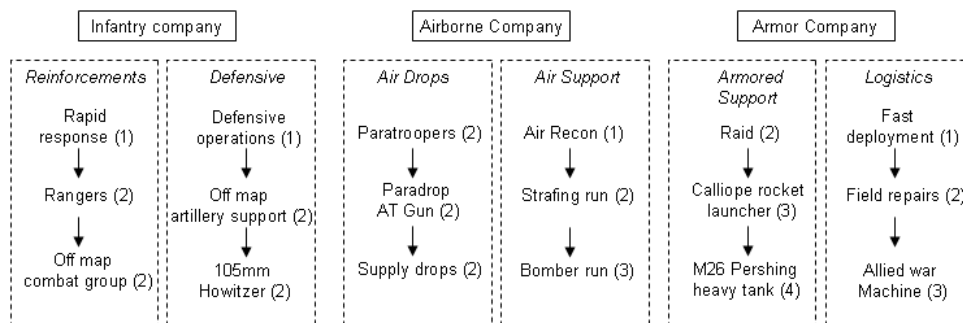 Infantry company
Airborne Company
Armor Company
Reinforcements
Rapid
response (1)
Rangers (2)
Off map
combat group (2)
Defensive
Defensive
operations (1)
Off map
artillery support (2)
105mm
Howitzer (2)
Air Drops
Paratroopers (2)
Paradrop
AT Gun (2)
Supply drops (2)
Air Support
Air Recon (1)
Strafing run (2)
Bomber run (3)
Armored
Support
Raid (2)
Calliope rocket
launcher (3)
M26 Pershing
heavy tank (4)
Logistics
Fast
deployment (1)
Field repairs (2)
Allied war
Machine (3)